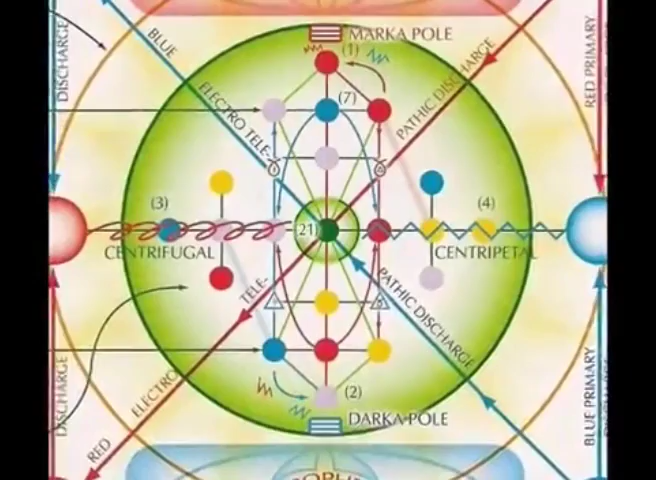 MARKA POLE
(1)
BLUE
DISCHARGE
PATHIC DISCHARGE
RED PRIMARY
ELECTRO TELE-
(7)
(3)
(4)
(21)
CENTRIFUGAL
CENTRIPETAL
TELE-
PATHIC DISCHARGE
DISCHARGE
ELECTRO
BLUE PRIMARY
(2)
DARKA POLE
RED